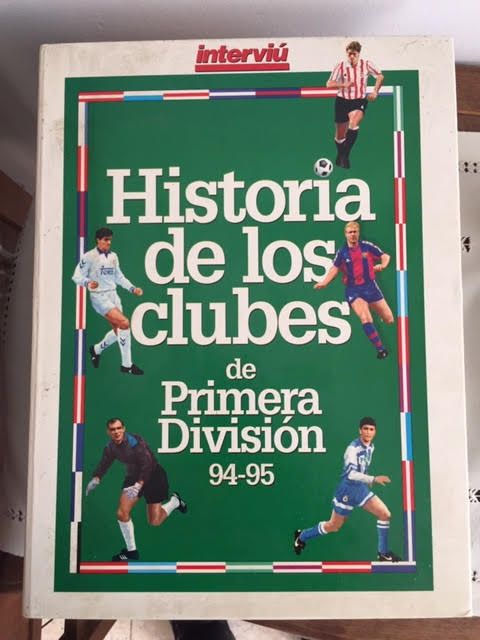 interviú
Historia
de los
clubes
de
Primera
División
94-95